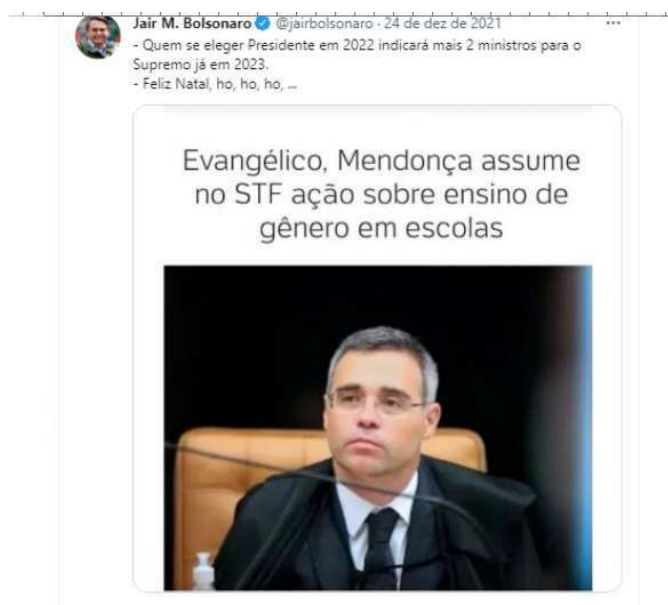 Jair M. Bolsonaro @jairbolsonaro · 24 de dez de 2021 ···
- Quem se eleger Presidente em 2022 indicará mais 2 ministros para o
Supremo já em 2023.
- Feliz Natal, ho, ho, ho, ...
Evangélico, Mendonça assume
no STF ação sobre ensino de
gênero em escolas